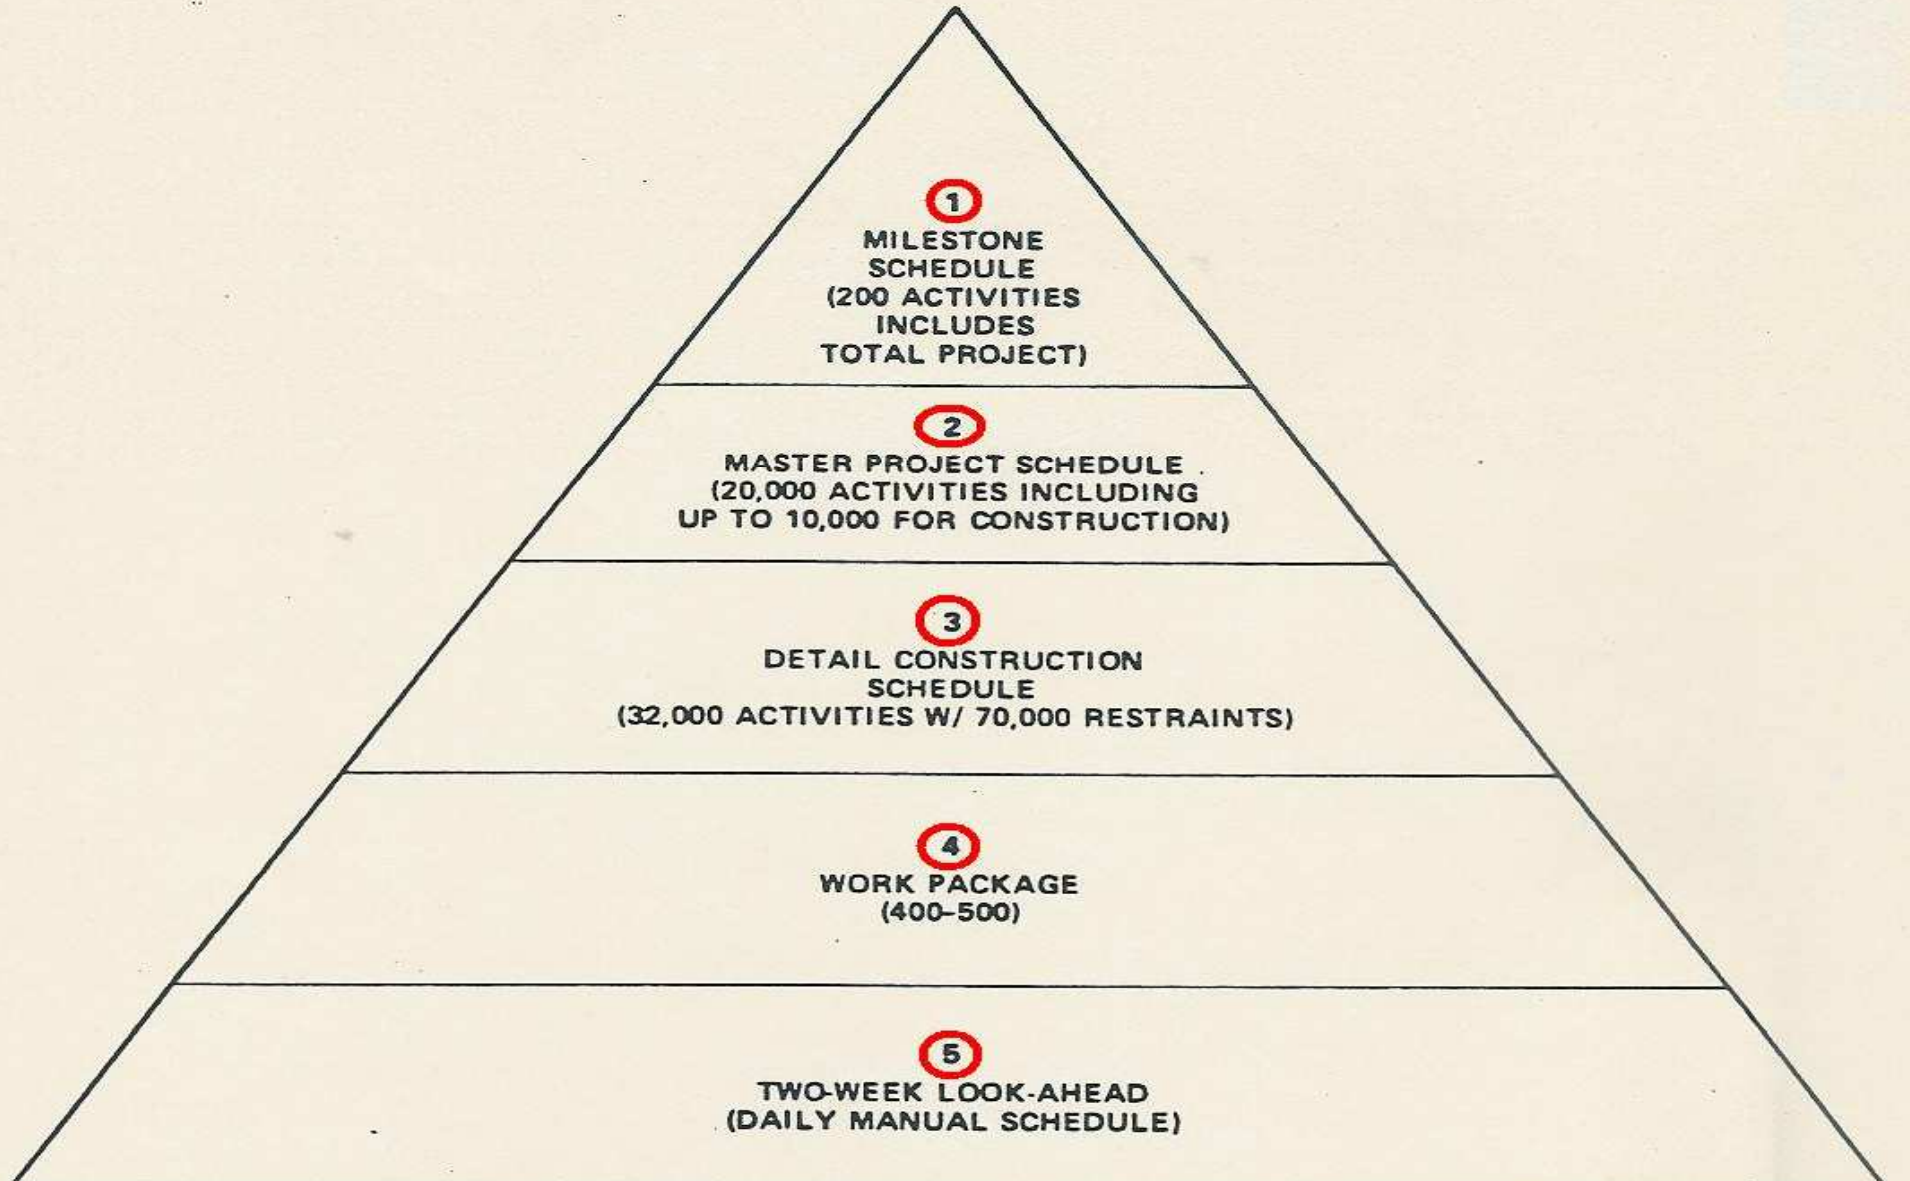 1
MILESTONE
SCHEDULE
(200 ACTIVITIES
INCLUDES
TOTAL PROJECT)
2
MASTER PROJECT SCHEDULE
(20,000 ACTIVITIES INCLUDING
UP TO 10,000 FOR CONSTRUCTION)
3
DETAIL CONSTRUCTION
SCHEDULE
(32,000 ACTIVITIES W/ 70,000 RESTRAINTS)
4
WORK PACKAGE
(400-500)
5
TWO-WEEK LOOK-AHEAD
(DAILY MANUAL SCHEDULE)